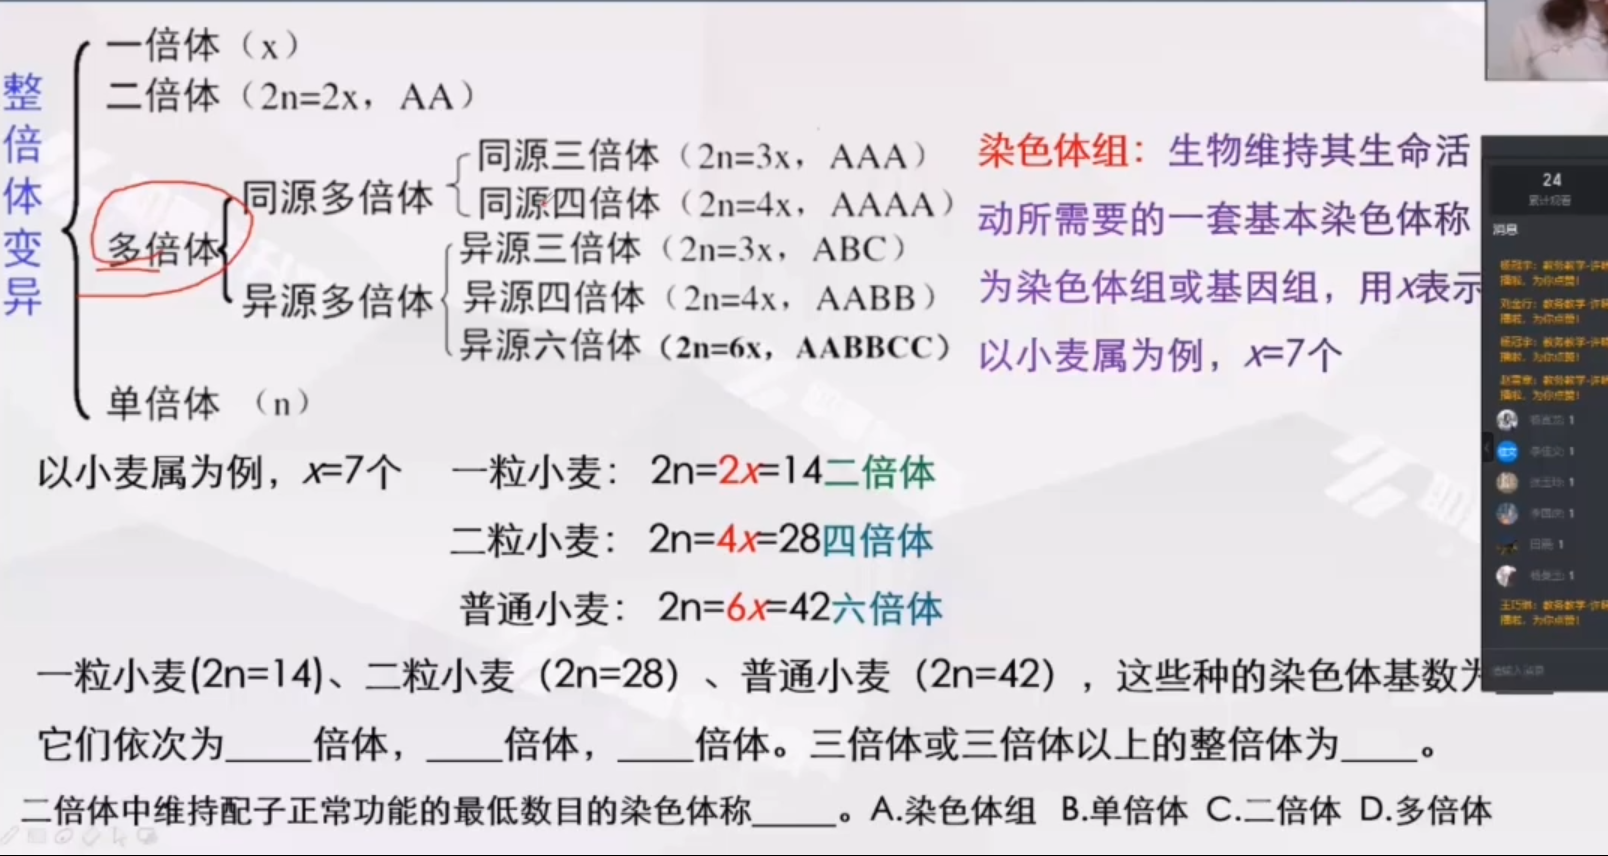 整倍体变异
一倍体（x）
二倍体（2n=2x，AA）
多倍体
同源多倍体
同源三倍体（2n=3x，AAA）
同源四倍体（2n=4x，AAAA）
异源多倍体
异源三倍体（2n=3x，ABC）
异源四倍体（2n=4x，AABB）
异源六倍体（2n=6x，AABBCC）
单倍体 （n）
染色体组：生物维持其生命活
动所需要的一套基本染色体称
为染色体组或基因组，用x表示
以小麦属为例，x=7个
以小麦属为例，x=7个 一粒小麦： 2n=2x=14二倍体
二粒小麦： 2n=4x=28四倍体
普通小麦： 2n=6x=42六倍体
一粒小麦(2n=14)、二粒小麦（2n=28）、普通小麦（2n=42），这些种的染色体基数为
它们依次为____倍体，____倍体，____倍体。三倍体或三倍体以上的整倍体为____。
二倍体中维持配子正常功能的最低数目的染色体称____。A.染色体组 B.单倍体 C.二倍体 D.多倍体
24
累计观看
消息